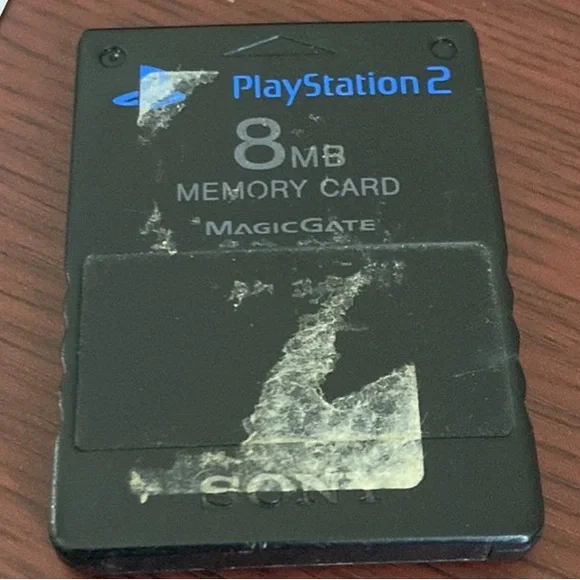 PlayStation 2
8MB
MEMORY CARD
MAGICGATE
SONY